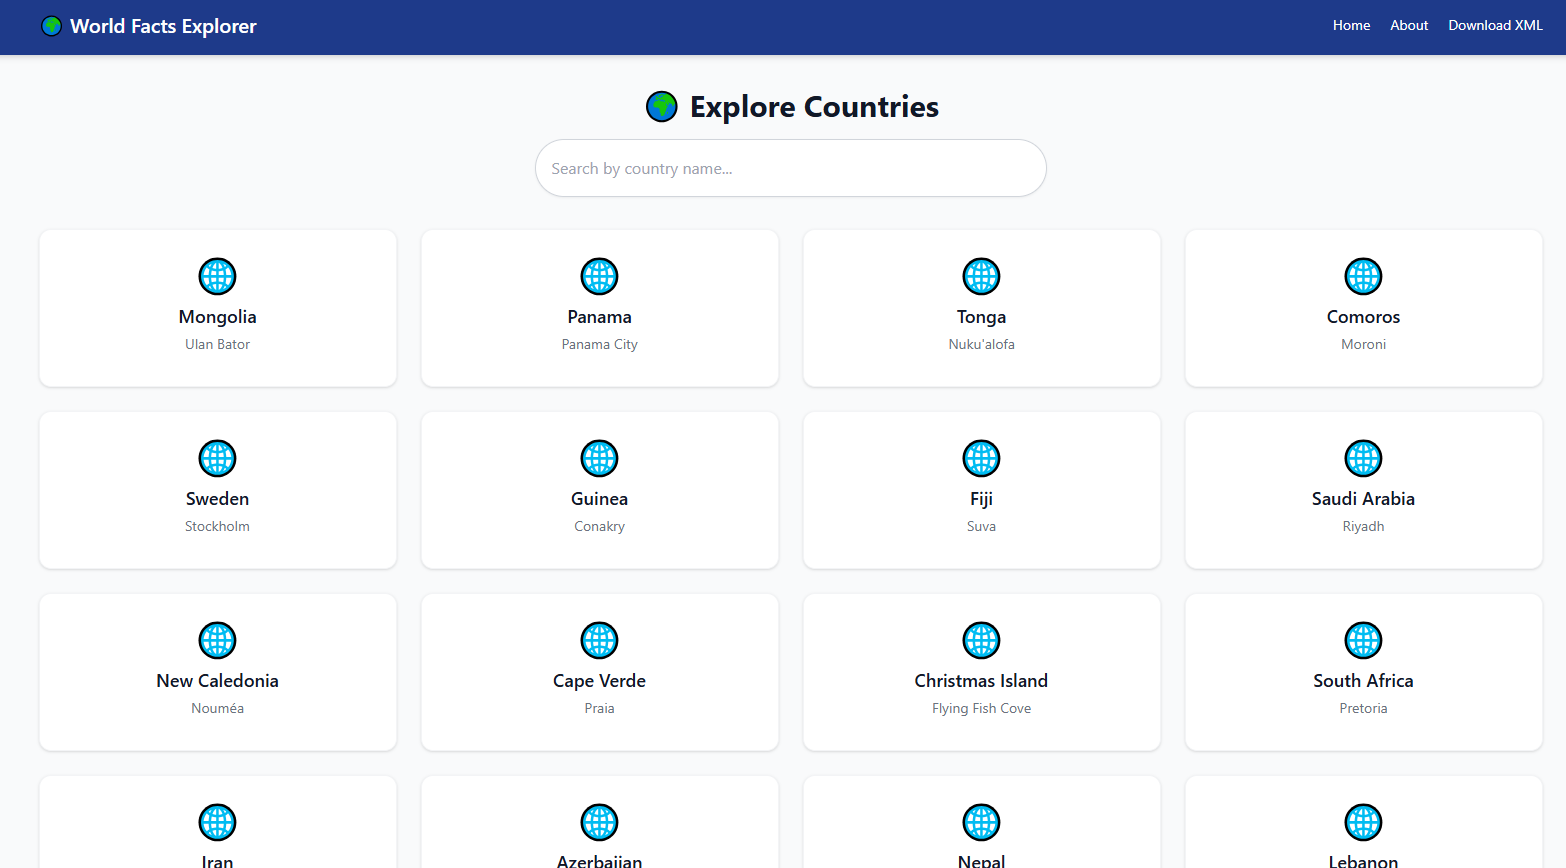 World Facts Explorer
Home About Download XML
Explore Countries
Search by country name...
Mongolia
Ulan Bator
Panama
Panama City
Tonga
Nuku'alofa
Comoros
Moroni
Sweden
Stockholm
Guinea
Conakry
Fiji
Suva
Saudi Arabia
Riyadh
New Caledonia
Nouméa
Cape Verde
Praia
Christmas Island
Flying Fish Cove
South Africa
Pretoria
Iran
Azerbaijan
Nepal
Lebanon